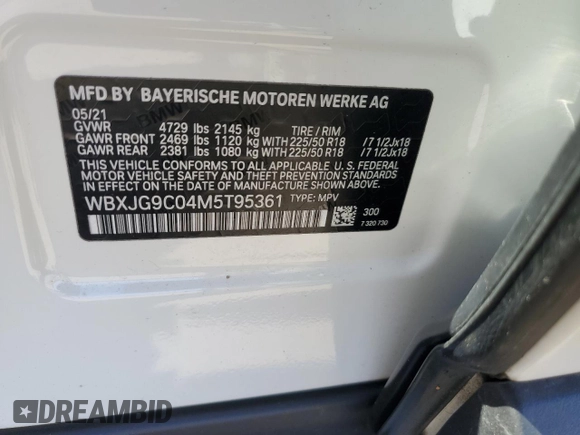 MFD BY BAYERISCHE MOTOREN WERKE AG
05/21
GVWR 4729 lbs 2145 kg TIRE / RIM
GAWR FRONT 2469 lbs 1120 kg WITH 225/50 R18 /7 1/2Jx18
GAWR REAR 2381 lbs 1080 kg WITH 225/50 R18 /7 1/2Jx18
THIS VEHICLE CONFORMS TO ALL APPLICABLE U.S. FEDERAL
MOTOR VEHICLE SAFETY, BUMPER, AND THEFT PREVENTION
STANDARDS IN EFFECT ON THE DATE OF MANUFACTURE
SHOWN ABOVE.
WBXJG9C04M5T95361 TYPE: MPV
300
7 320 730
DREAMBID